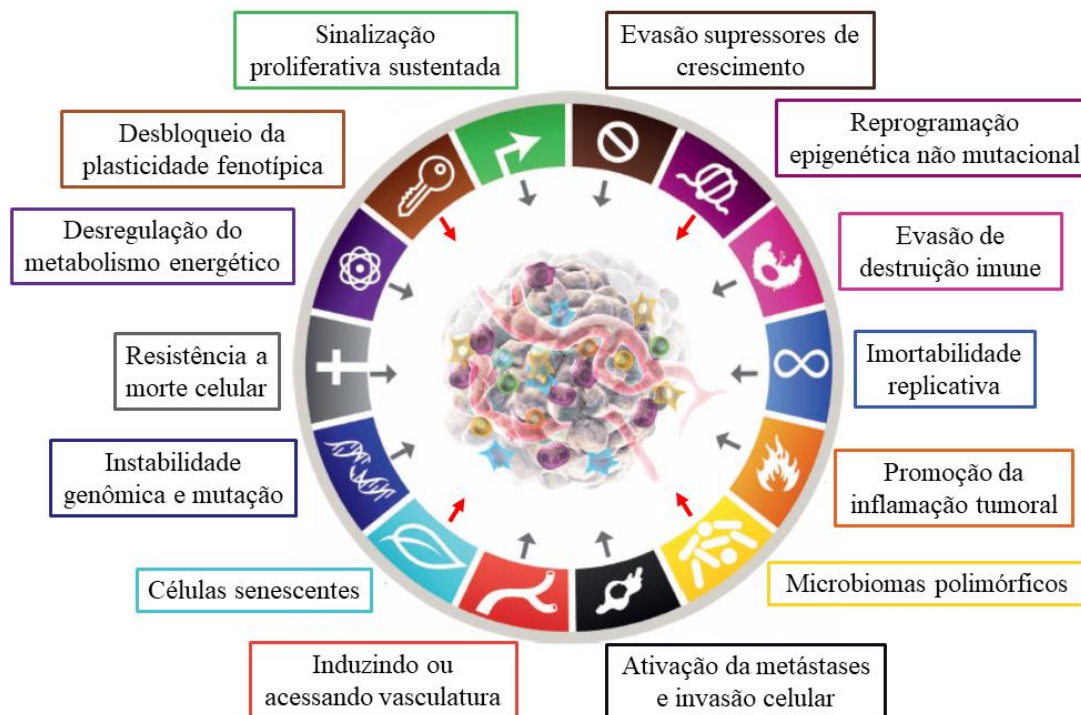 Sinalização
proliferativa sustentada
Evasão supressores de
crescimento
Desbloqueio da
plasticidade fenotípica
Reprogramação
epigenética não mutacional
Desregulação do
metabolismo energético
Evasão de
destruição imune
Resistência a
morte celular
Imortabilidade
replicativa
Instabilidade
genômica e mutação
Promoção da
inflamação tumoral
Células senescentes
Microbiomas polimórficos
Induzindo ou
acessando vasculatura
Ativação da metástases
e invasão celular